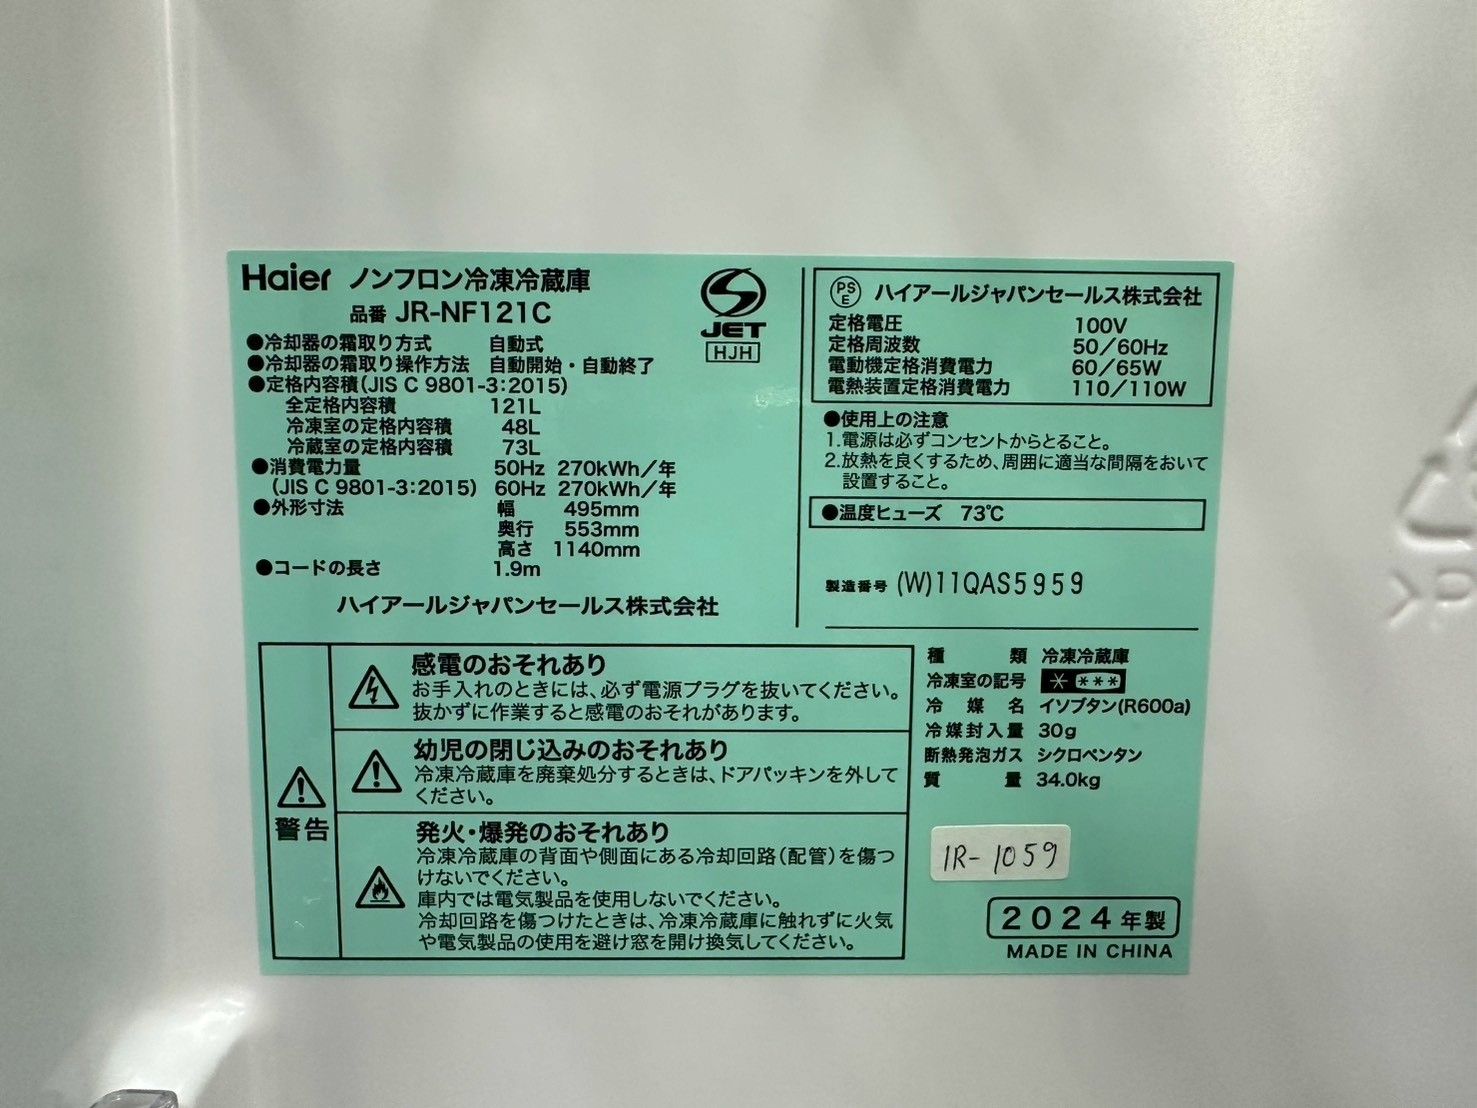 Haier ノンフロン冷凍冷蔵庫
品番 JR-NF121C
●冷却器の霜取り方式 自動式
●冷却器の霜取り操作方法 自動開始・自動終了
●定格内容積(JIS C 9801-3:2015)
全定格内容積 121L
冷凍室の定格内容積 48L
冷蔵室の定格内容積 73L
●消費電力量 50Hz 270kWh/年
(JIS C 9801-3:2015) 60Hz 270kWh/年
●外形寸法 幅 495mm
奥行 553mm
高さ 1140mm
●コードの長さ 1.9m
ハイアールジャパンセールス株式会社
JET
HJH
PSE ハイアールジャパンセールス株式会社
定格電圧 100V
定格周波数 50/60Hz
電動機定格消費電力 60/65W
電熱装置定格消費電力 110/110W
●使用上の注意
1.電源は必ずコンセントからとること。
2.放熱を良くするため、周囲に適当な間隔をおいて
設置すること。
●温度ヒューズ 73℃
製造番号 (W)11QAS5959
警告
感電のおそれあり
お手入れのときには、必ず電源プラグを抜いてください。
抜かずに作業すると感電のおそれがあります。
幼児の閉じ込みのおそれあり
冷凍冷蔵庫を廃棄処分するときは、ドアパッキンを外して
ください。
発火・爆発のおそれあり
冷凍冷蔵庫の背面や側面にある冷却回路(配管)を傷つ
けないでください。
庫内では電気製品を使用しないでください。
冷却回路を傷つけたときは、冷凍冷蔵庫に触れずに火気
や電気製品の使用を避け窓を開け換気してください。
種類 冷凍冷蔵庫
冷凍室の記号 * ***
冷媒名 イソブタン(R600a)
冷媒封入量 30g
断熱発泡ガス シクロペンタン
質量 34.0kg
IR-1059
2024年製
MADE IN CHINA
>P